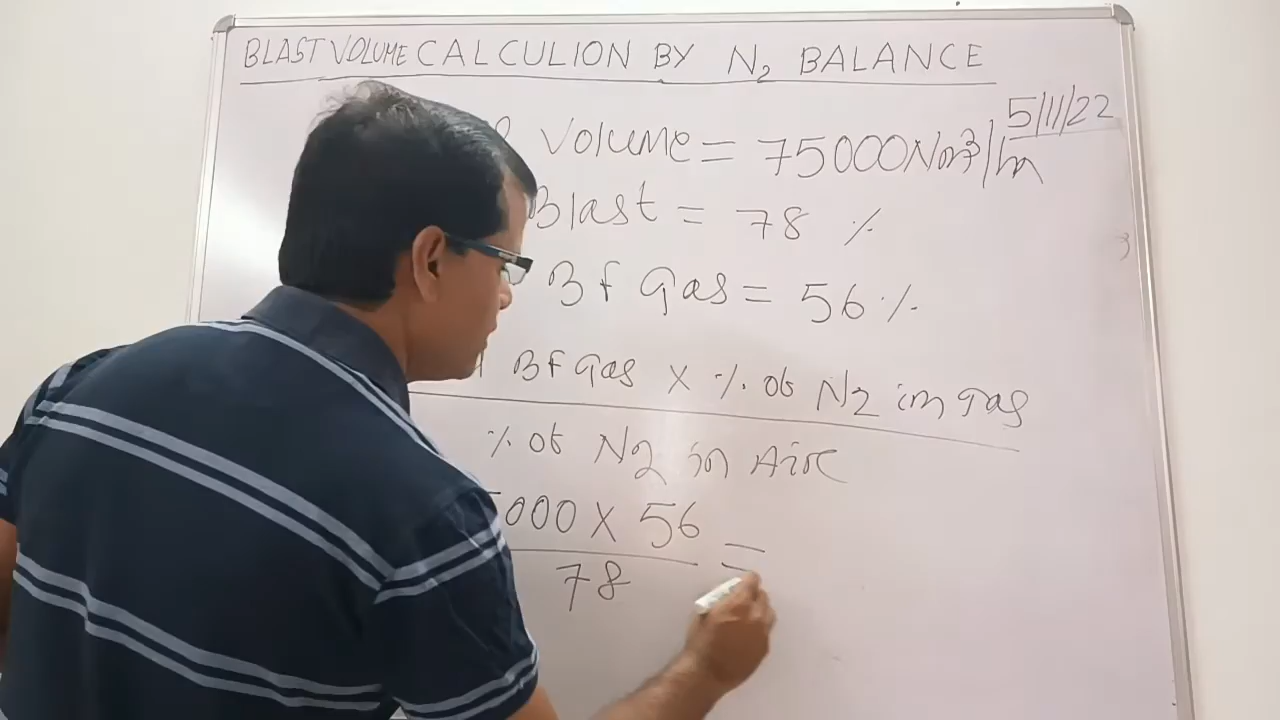 BLAST VOLUME CALCULION BY N2 BALANCE
5/11/22
Volume = 75000Nm3/hr
Blast = 78 %
Bf gas = 56 %
Bf gas X % of N2 in gas
% of N2 in Air
000 X 56 =
78